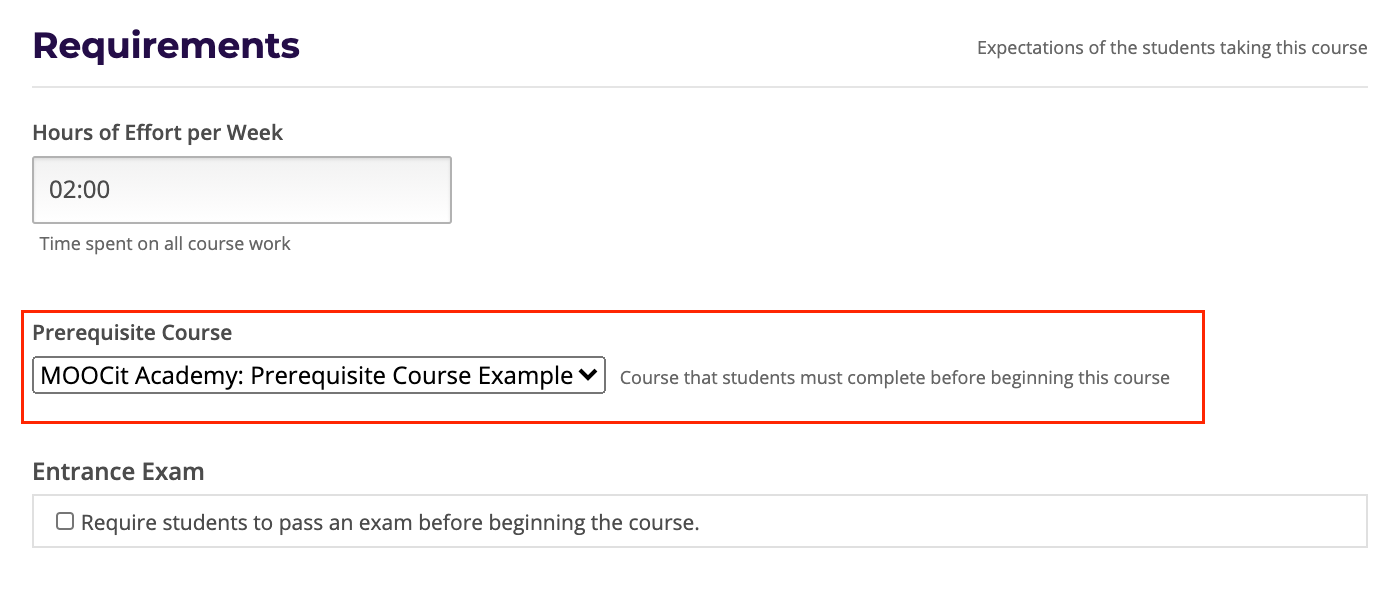 Requirements
Expectations of the students taking this course
Hours of Effort per Week
02:00
Time spent on all course work
Prerequisite Course
MOOCit Academy: Prerequisite Course Example
Course that students must complete before beginning this course
Entrance Exam
Require students to pass an exam before beginning the course.